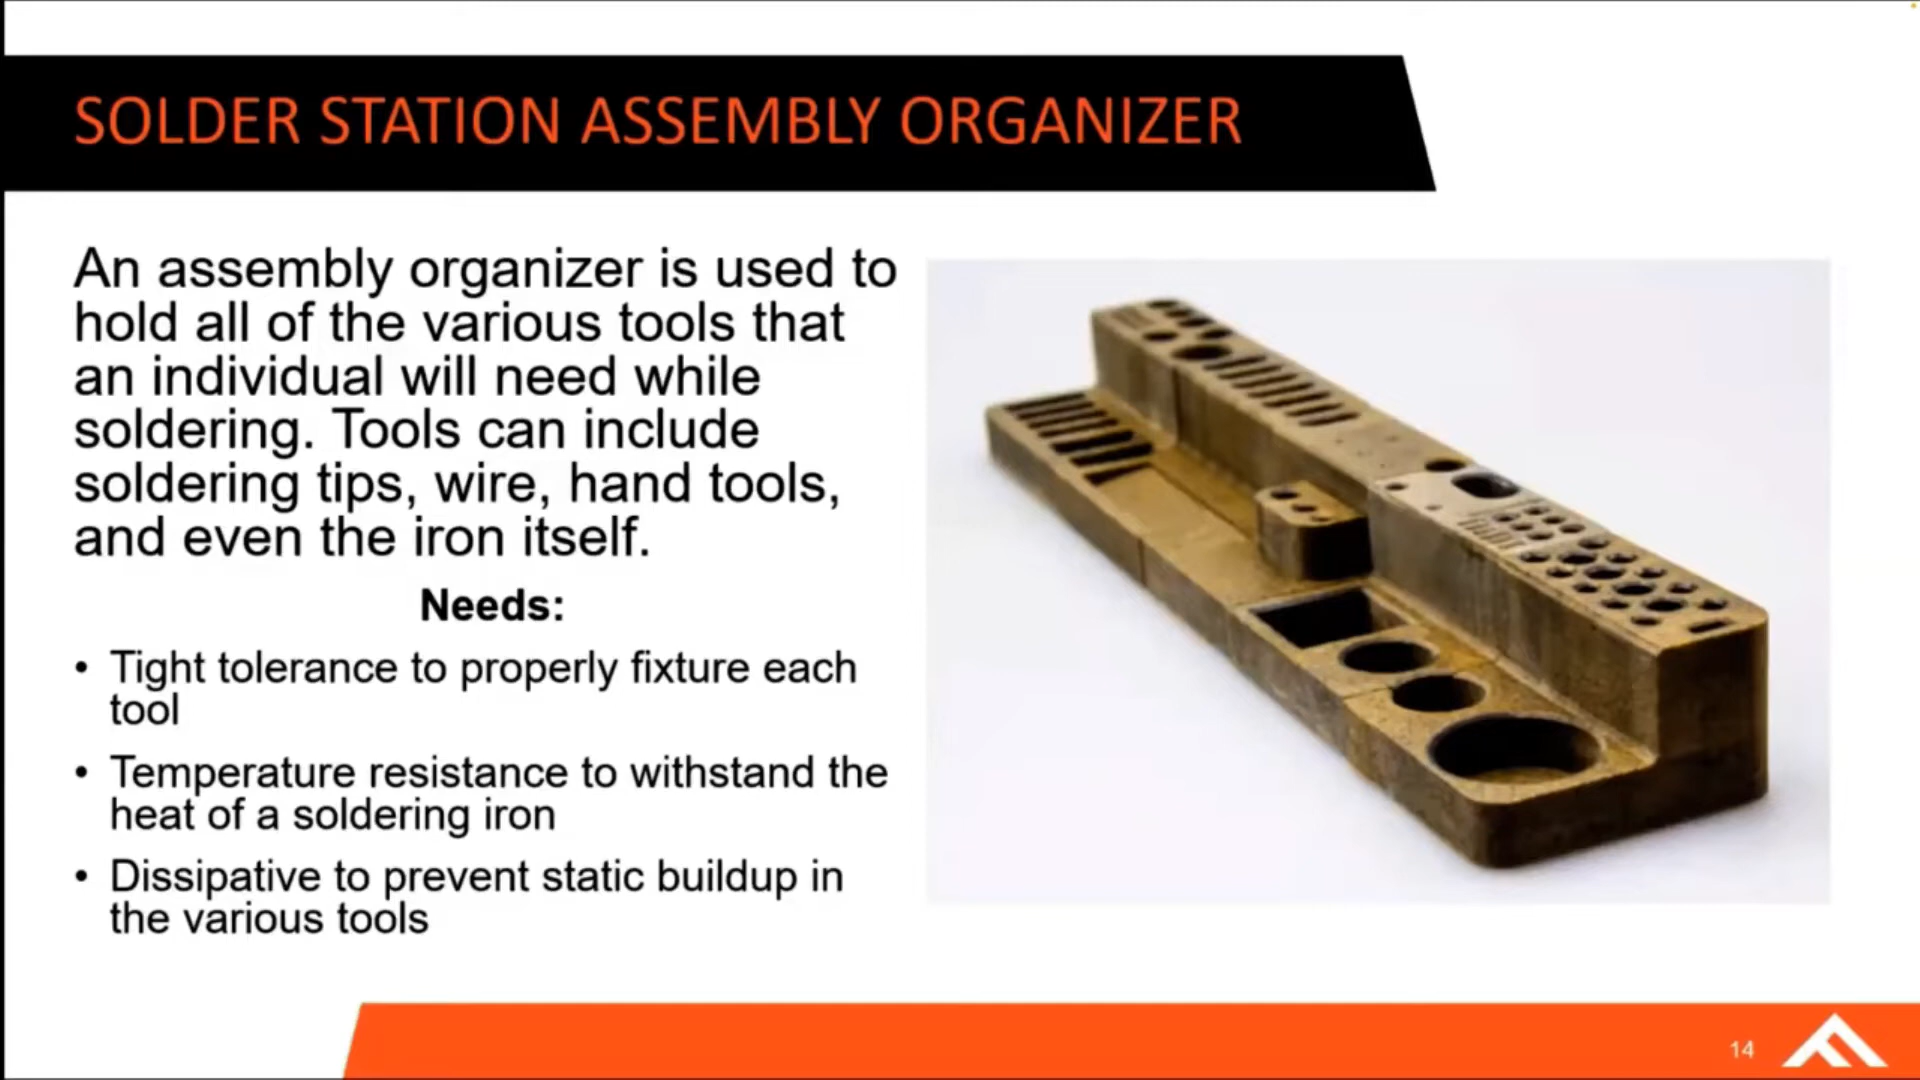 SOLDER STATION ASSEMBLY ORGANIZER
An assembly organizer is used to
hold all of the various tools that
an individual will need while
soldering. Tools can include
soldering tips, wire, hand tools,
and even the iron itself.
Needs:
• Tight tolerance to properly fixture each
tool
• Temperature resistance to withstand the
heat of a soldering iron
• Dissipative to prevent static buildup in
the various tools
14